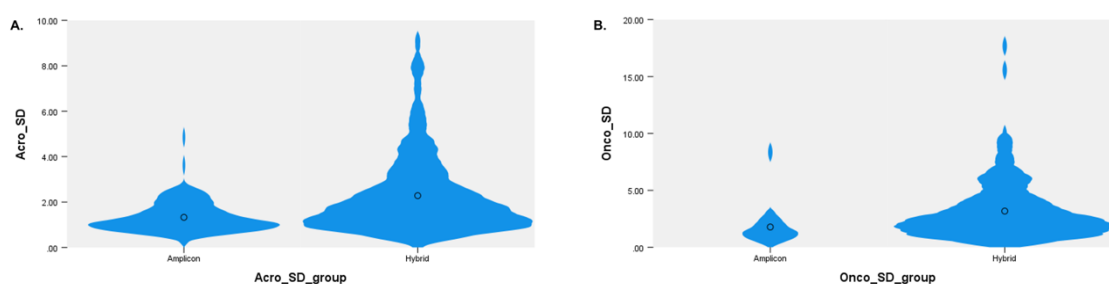 A.
10.00
8.00
6.00
4.00
2.00
.00
Acro_SD
Amplicon
Hybrid
Acro_SD_group
B.
20.00
15.00
10.00
5.00
.00
Onco_SD
Amplicon
Hybrid
Onco_SD_group